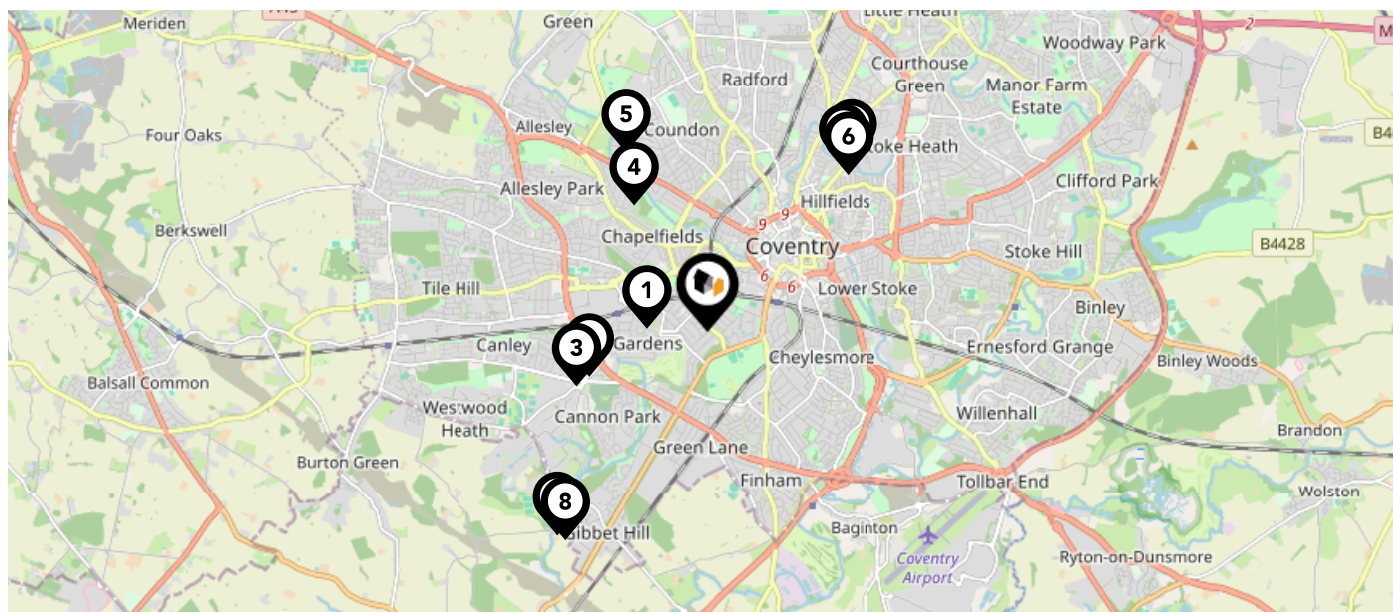 Meriden
Green
Little Heath
2
M
Woodway Park
Courthouse
Green
Radford
Manor Farm
Estate
5
Four Oaks
Allesley
Coundon
6
oke Heath
B4
4
Allesley Park
Clifford Park
Hillfields
9
9
Berkswell
Chapelfields
Coventry
Stoke Hill
B4428
6
6
Tile Hill
1
Lower Stoke
Binley
3
Canley
Gardens
Cheylesmore
Ernesford Grange
Binley Woods
Balsall Common
Westwood
Heath
Cannon Park
Willenhall
Brandon
Green Lane
Burton Green
Finham
Tollbar End
Wolston
8
Gibbet Hill
Baginton
Coventry
Airport
Ryton-on-Dunsmore